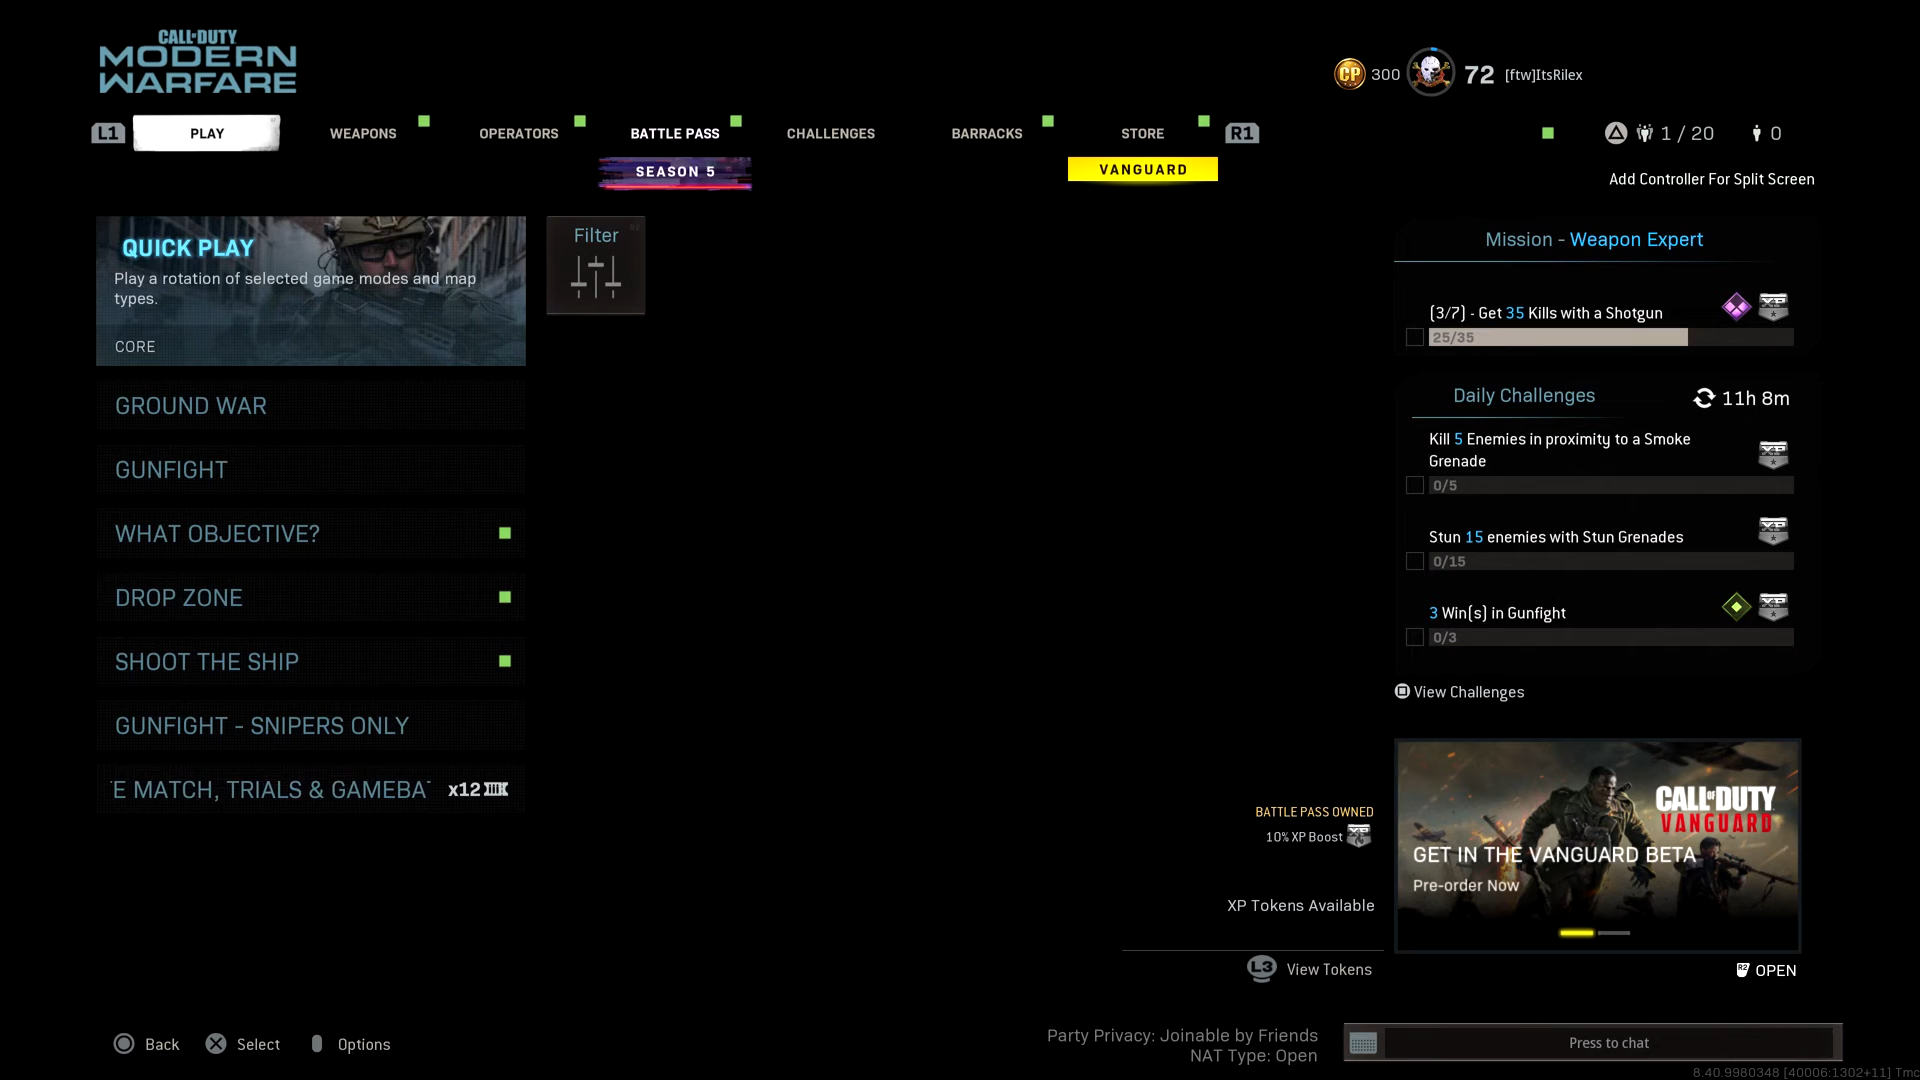 CALL OF DUTY
MODERN
WARFARE
CP 300 72 [ftw]ItsRilex
L1 PLAY WEAPONS OPERATORS BATTLE PASS CHALLENGES BARRACKS STORE R1
1 / 20 0
SEASON 5
VANGUARD
Add Controller For Split Screen
QUICK PLAY
Play a rotation of selected game modes and map
types.
CORE
Filter
GROUND WAR
GUNFIGHT
WHAT OBJECTIVE?
DROP ZONE
SHOOT THE SHIP
GUNFIGHT - SNIPERS ONLY
E MATCH, TRIALS & GAMEBA x12
Mission - Weapon Expert
(3/7) - Get 35 Kills with a Shotgun
25/35
Daily Challenges 11h 8m
Kill 5 Enemies in proximity to a Smoke
Grenade
0/5
Stun 15 enemies with Stun Grenades
0/15
3 Win(s) in Gunfight
0/3
View Challenges
BATTLE PASS OWNED
10% XP Boost
XP Tokens Available
L3 View Tokens
CALL OF DUTY
VANGUARD
GET IN THE VANGUARD BETA
Pre-order Now
R2 OPEN
Back Select Options
Party Privacy: Joinable by Friends
NAT Type: Open
Press to chat
8.40.9980348 [40006:1302+11] Tmc